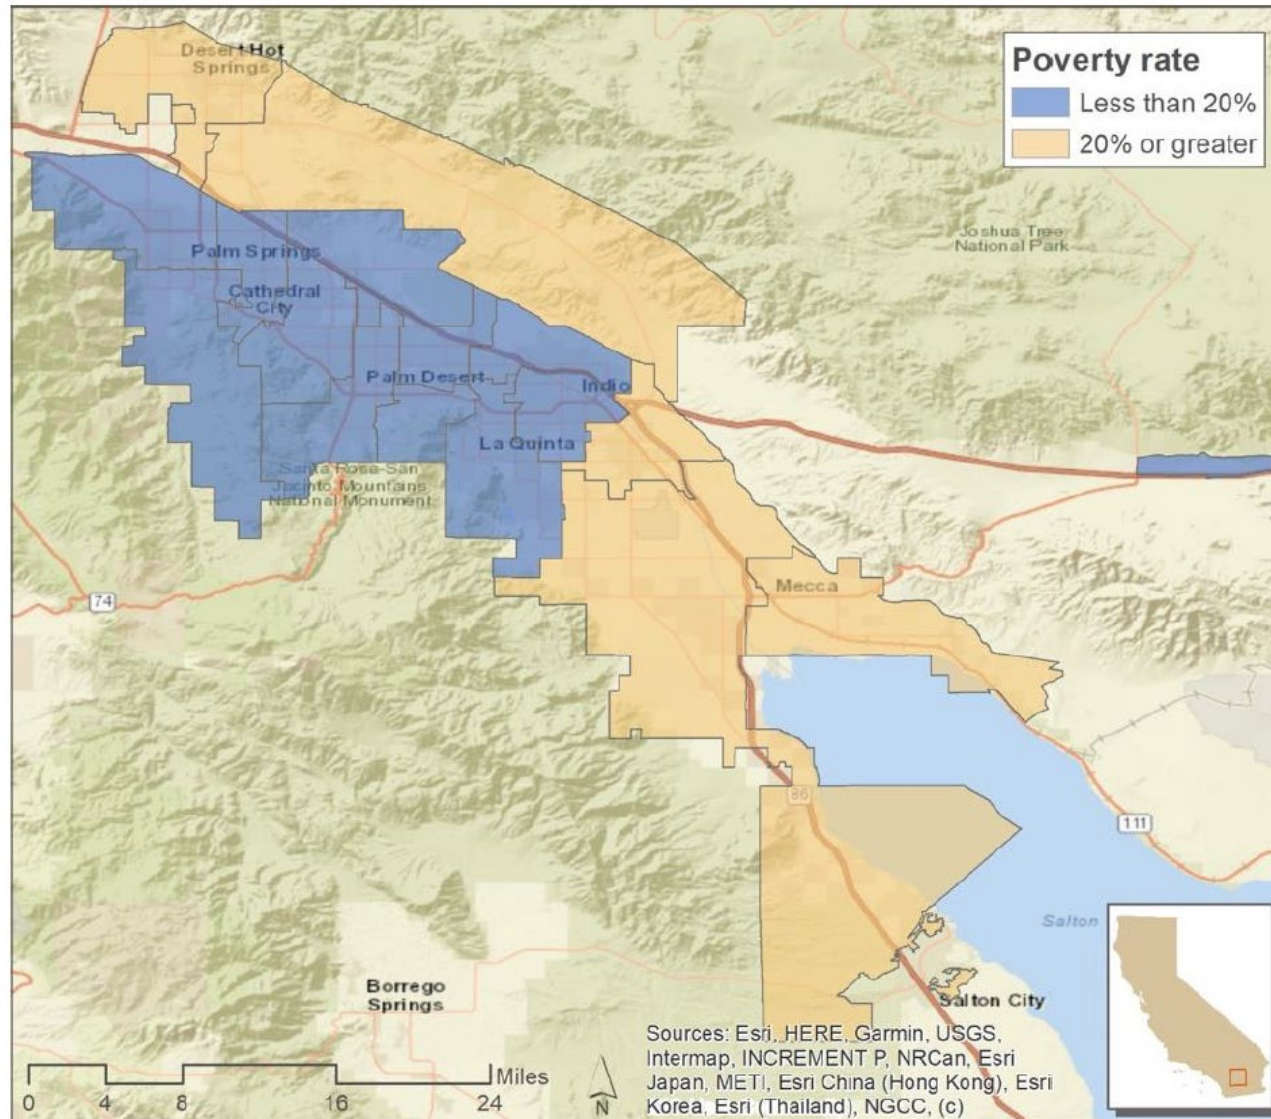 Desert Hot
Springs
Poverty rate
Less than 20%
20% or greater
Joshua Tree
National Park
Palm Springs
Cathedral
City
Palm Desert
Indio
La Quinta
Santa Rosa-San
Jacinto Mountains
National Monument
74
Mecca
86
111
Salton
Borrego
Springs
Salton City
Sources: Esri, HERE, Garmin, USGS,
Intermap, INCREMENT P, NRCan, Esri
Japan, METI, Esri China (Hong Kong), Esri
Korea, Esri (Thailand), NGCC, (c)
Miles
0 4 8 16 24
N